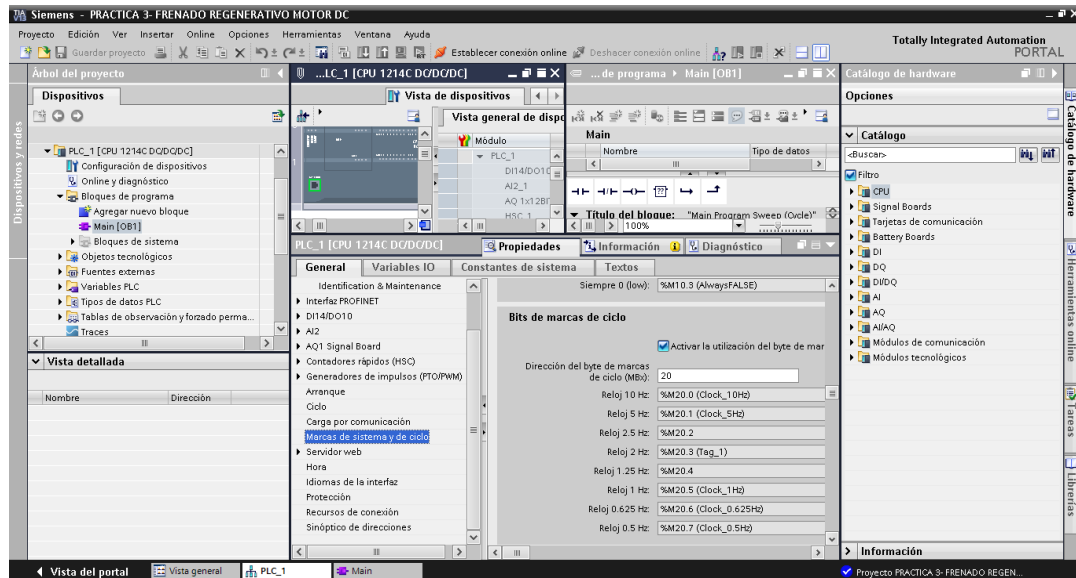 Siemens - PRACTICA 3- FRENADO REGENERATIVO MOTOR DC
Proyecto Edición Ver Insertar Online Opciones Herramientas Ventana Ayuda
Guardar proyecto
Establecer conexión online
Deshacer conexión online
Totally Integrated Automation
PORTAL
Árbol del proyecto
Dispositivos
Dispositivos y redes
PLC_1 [CPU 1214C DC/DC/DC]
Configuración de dispositivos
Online y diagnóstico
Bloques de programa
Agregar nuevo bloque
Main [OB1]
Bloques de sistema
Objetos tecnológicos
Fuentes externas
Variables PLC
Tipos de datos PLC
Tablas de observación y forzado perma...
Traces
Vista detallada
Nombre Dirección
...LC_1 [CPU 1214C DC/DC/DC]
Vista de dispositivos
Vista general de dispo
Módulo
PLC_1
DI14/DO10
AI2_1
AQ 1x12Bi
HSC_1
...de programa Main [OB1]
Main
Nombre Tipo de datos
Título del bloque: "Main Program Sweep (Cycle)"
100%
PLC_1 [CPU 1214C DC/DC/DC]
Propiedades Información Diagnóstico
General Variables IO Constantes de sistema Textos
Identification & Maintenance
Interfaz PROFINET
DI14/DO10
AI2
AQ1 Signal Board
Contadores rápidos (HSC)
Generadores de impulsos (PTO/PWM)
Arranque
Ciclo
Carga por comunicación
Marcas de sistema y de ciclo
Servidor web
Hora
Idiomas de la interfaz
Protección
Recursos de conexión
Sinóptico de direcciones
Siempre 0 (low): %M10.3 (AlwaysFALSE)
Bits de marcas de ciclo
Activar la utilización del byte de mar
Dirección del byte de marcas
de ciclo (MBx): 20
Reloj 10 Hz: %M20.0 (Clock_10Hz)
Reloj 5 Hz: %M20.1 (Clock_5Hz)
Reloj 2.5 Hz: %M20.2
Reloj 2 Hz: %M20.3 (Tag_1)
Reloj 1.25 Hz: %M20.4
Reloj 1 Hz: %M20.5 (Clock_1Hz)
Reloj 0.625 Hz: %M20.6 (Clock_0.625Hz)
Reloj 0.5 Hz: %M20.7 (Clock_0.5Hz)
Catálogo de hardware
Opciones
Catálogo
<Buscar>
Filtro
CPU
Signal Boards
Tarjetas de comunicación
Battery Boards
DI
DQ
DI/DQ
AI
AQ
AI/AQ
Módulos de comunicación
Módulos tecnológicos
Información
Catálogo de hardware
Herramientas online
Tareas
Librerías
Vista del portal Vista general PLC_1 Main
Proyecto PRACTICA 3- FRENADO REGEN...